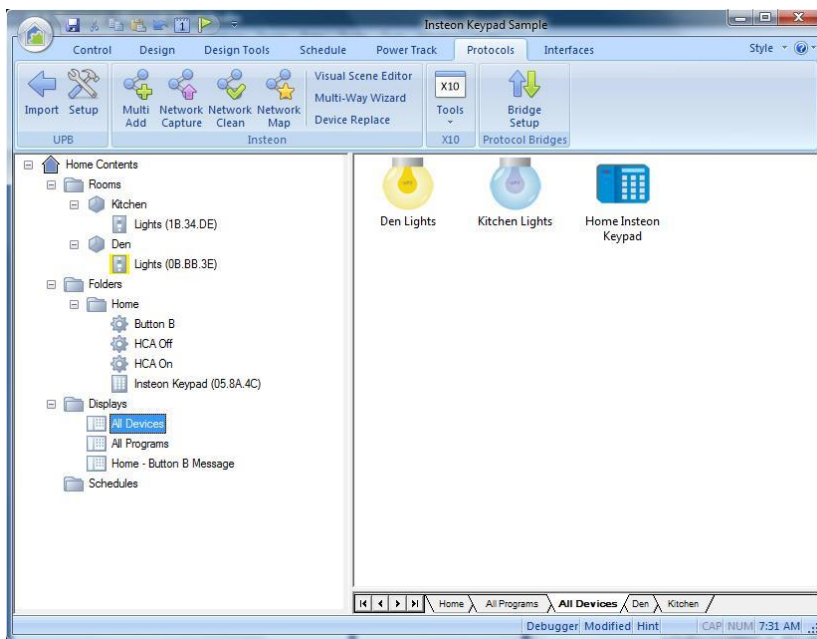 Insteon Keypad Sample
Control Design Design Tools Schedule Power Track Protocols Interfaces Style
Import Setup
UPB
Multi Add
Network Capture
Network Clean
Network Map
Visual Scene Editor
Multi-Way Wizard
Device Replace
Insteon
X10
Tools
X10
Bridge Setup
Protocol Bridges
Home Contents
Rooms
Kitchen
Lights (1B.34.DE)
Den
Lights (0B.BB.3E)
Folders
Home
Button B
HCA Off
HCA On
Insteon Keypad (05.8A.4C)
Displays
All Devices
All Programs
Home - Button B Message
Schedules
Den Lights
Kitchen Lights
Home Insteon
Keypad
Home All Programs All Devices Den Kitchen
Debugger Modified Hint CAP NUM 7:31 AM